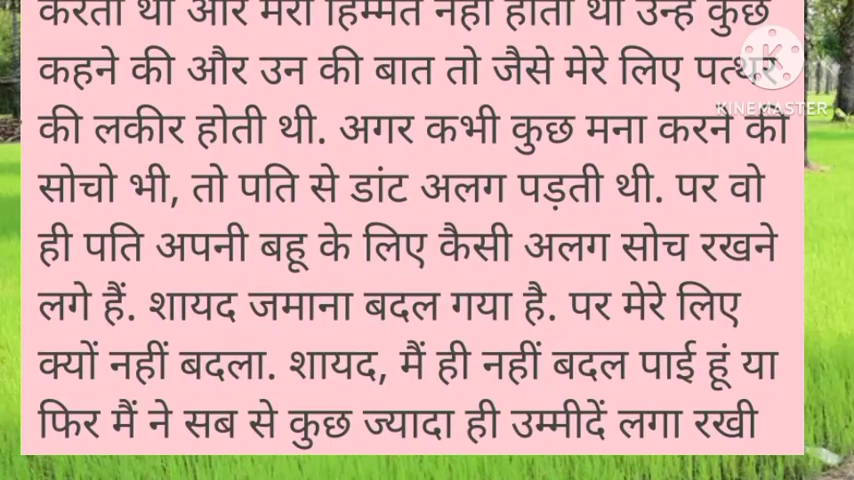 करती थी और मेरी हिम्मत नहीं होती थी उन्हें कुछ
कहने की और उन की बात तो जैसे मेरे लिए पत्थर
की लकीर होती थी. अगर कभी कुछ मना करने का
सोचो भी, तो पति से डांट अलग पड़ती थी. पर वो
ही पति अपनी बहू के लिए कैसी अलग सोच रखने
लगे हैं. शायद जमाना बदल गया है. पर मेरे लिए
क्यों नहीं बदला. शायद, मैं ही नहीं बदल पाई हूं या
फिर मैं ने सब से कुछ ज्यादा ही उम्मीदें लगा रखी
K
KINEMASTER